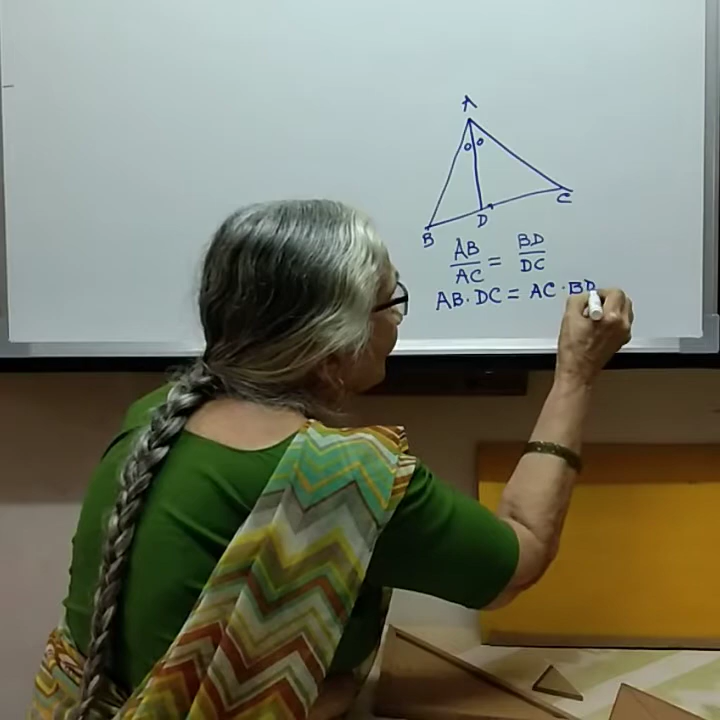 A
C
D
B
AB/AC = BD/DC
AB · DC = AC · BD